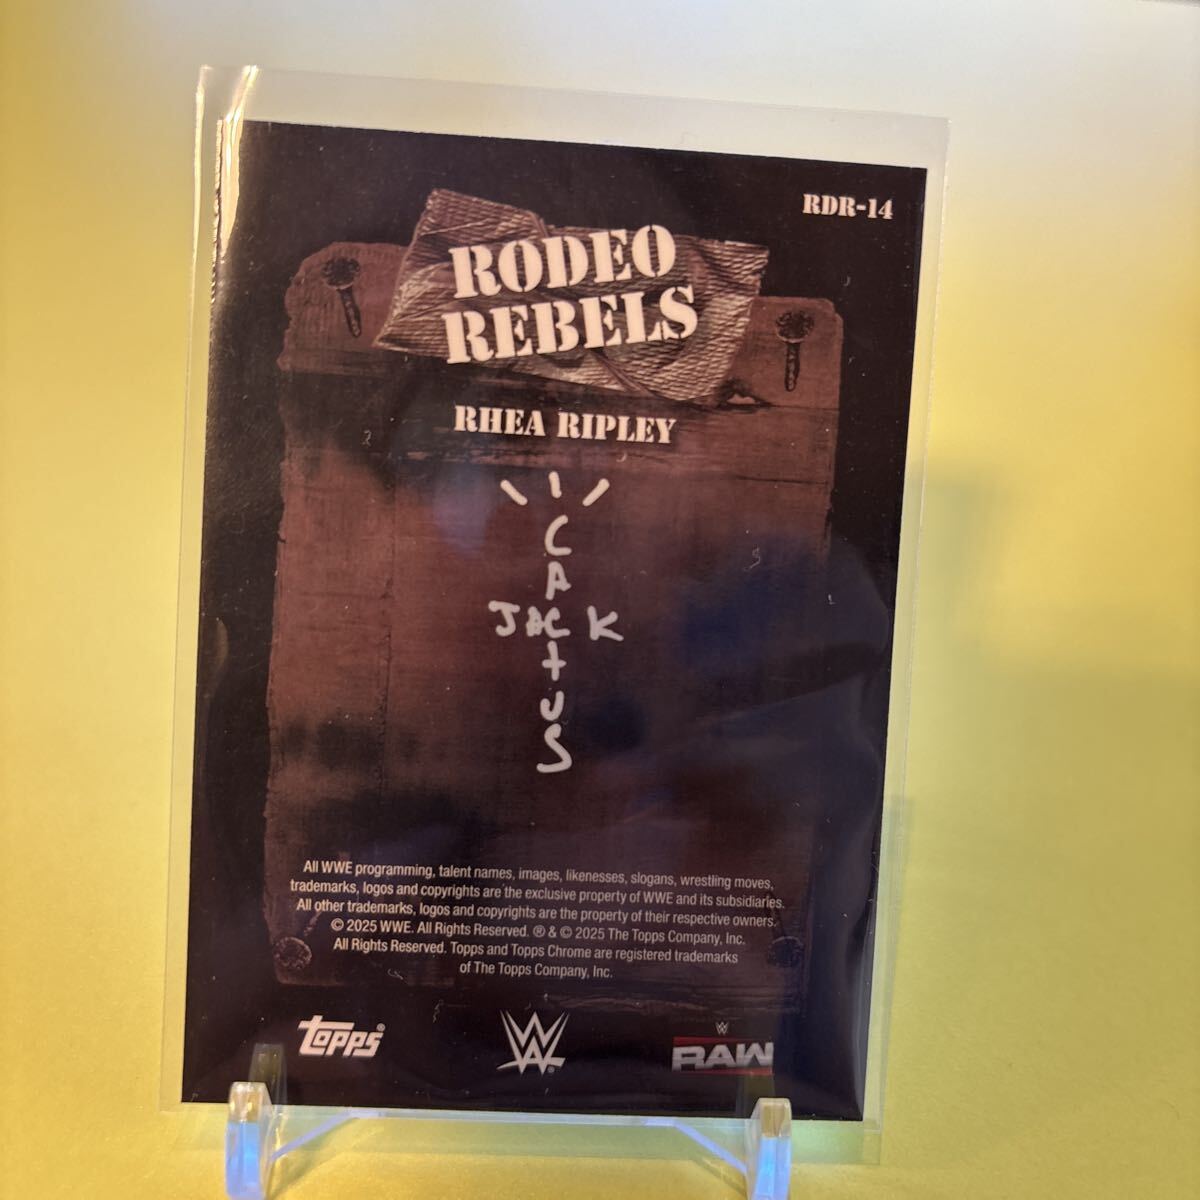 RDR-14
RODEO
REBELS
RHEA RIPLEY
CACTUS
JACK
All WWE programming, talent names, images, likenesses, slogans, wrestling moves,
trademarks, logos and copyrights are the exclusive property of WWE and its subsidiaries.
All other trademarks, logos and copyrights are the property of their respective owners.
© 2025 WWE. All Rights Reserved. ® & © 2025 The Topps Company, Inc.
All Rights Reserved. Topps and Topps Chrome are registered trademarks
of The Topps Company, Inc.
topps®
W
RAW